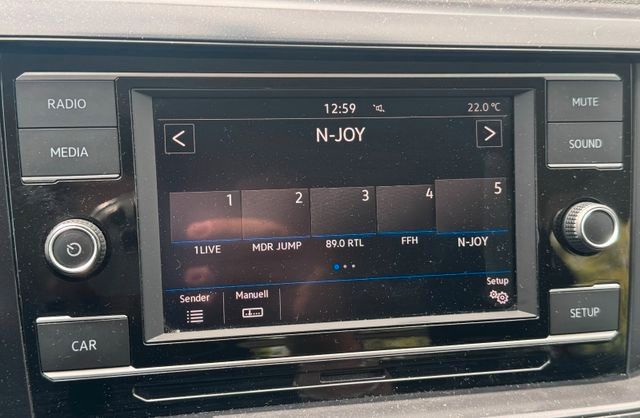 RADIO
MEDIA
CAR
12:59 22.0 °C
<
N-JOY
>
1 2 3 4 5
1LIVE MDR JUMP 89.0 RTL FFH N-JOY
Sender Manuell Setup
MUTE
SOUND
SETUP